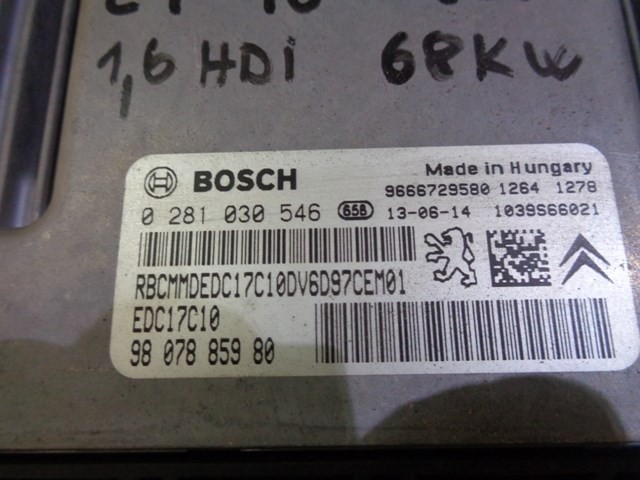 1,6 HDi 68KW
BOSCH
Made in Hungary
9666729580 1264 1278
0 281 030 546 658 13-06-14 1039S66021
RBCMMDEDC17C10DV6D97CEM01
EDC17C10
98 078 859 80